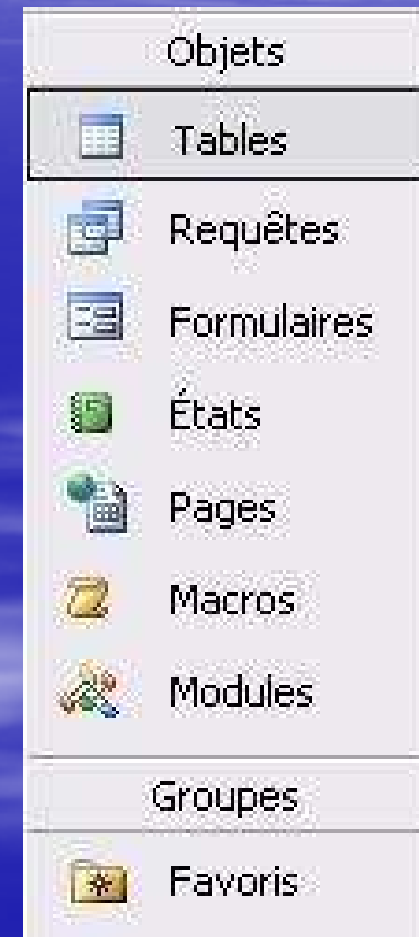 Objets
Tables
Requêtes
Formulaires
États
Pages
Macros
Modules
Groupes
Favoris